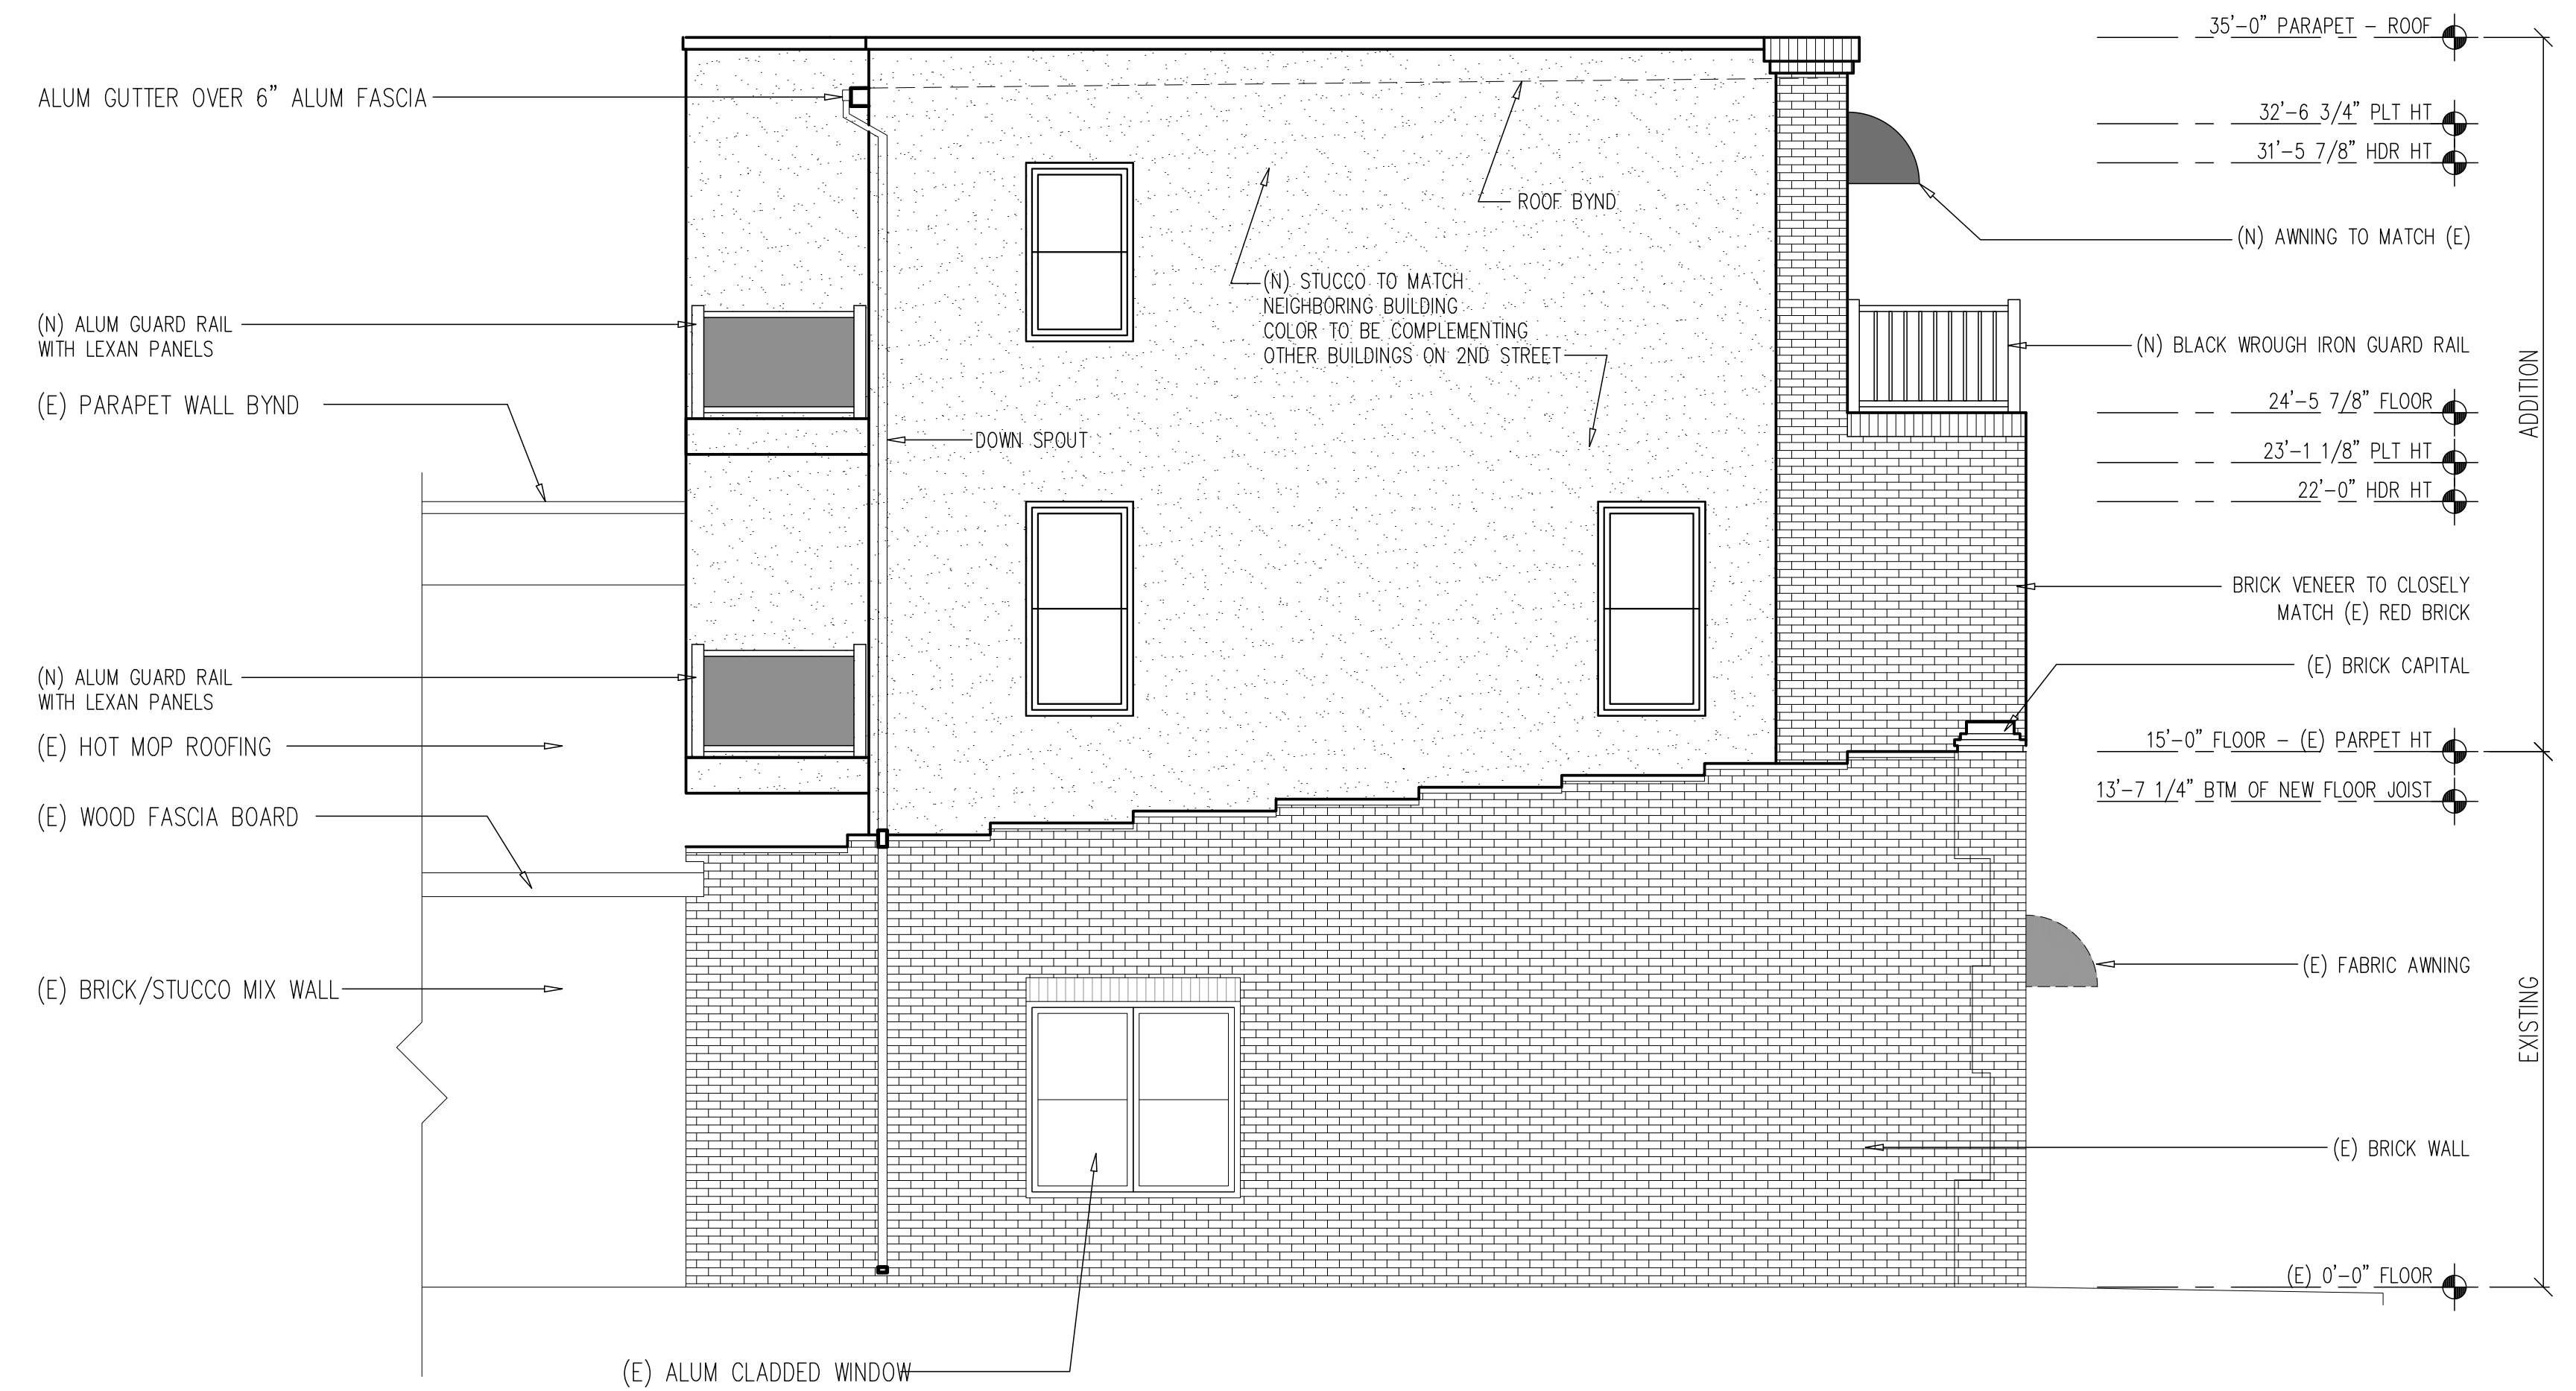 ALUM GUTTER OVER 6" ALUM FASCIA
(N) ALUM GUARD RAIL
WITH LEXAN PANELS
(E) PARAPET WALL BYND
(N) ALUM GUARD RAIL
WITH LEXAN PANELS
(E) HOT MOP ROOFING
(E) WOOD FASCIA BOARD
(E) BRICK/STUCCO MIX WALL
(E) ALUM CLADDED WINDOW
DOWN SPOUT
ROOF BYND
(N) STUCCO TO MATCH
NEIGHBORING BUILDING
COLOR TO BE COMPLEMENTING
OTHER BUILDINGS ON 2ND STREET
35'-0" PARAPET - ROOF
32'-6 3/4" PLT HT
31'-5 7/8" HDR HT
(N) AWNING TO MATCH (E)
(N) BLACK WROUGH IRON GUARD RAIL
24'-5 7/8" FLOOR
23'-1 1/8" PLT HT
22'-0" HDR HT
BRICK VENEER TO CLOSELY
MATCH (E) RED BRICK
(E) BRICK CAPITAL
15'-0" FLOOR - (E) PARPET HT
13'-7 1/4" BTM OF NEW FLOOR JOIST
(E) FABRIC AWNING
(E) BRICK WALL
(E) 0'-0" FLOOR
ADDITION
EXISTING